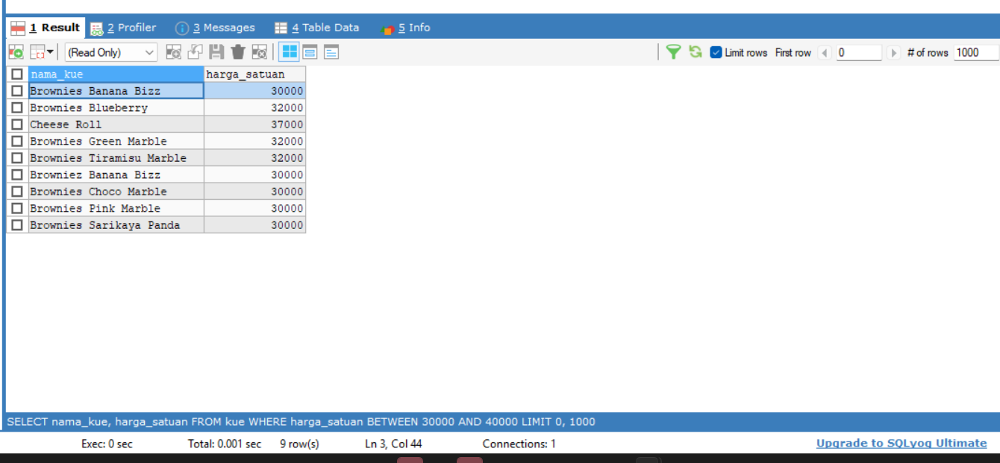 1 Result 2 Profiler 3 Messages 4 Table Data 5 Info
(Read Only) Limit rows First row 0 # of rows 1000
nama_kue harga_satuan
Brownies Banana Bizz 30000
Brownies Blueberry 32000
Cheese Roll 37000
Brownies Green Marble 32000
Brownies Tiramisu Marble 32000
Browniez Banana Bizz 30000
Brownies Choco Marble 30000
Brownies Pink Marble 30000
Brownies Sarikaya Panda 30000
SELECT nama_kue, harga_satuan FROM kue WHERE harga_satuan BETWEEN 30000 AND 40000 LIMIT 0, 1000
Exec: 0 sec Total: 0.001 sec 9 row(s) Ln 3, Col 44 Connections: 1 Upgrade to SQLyog Ultimate